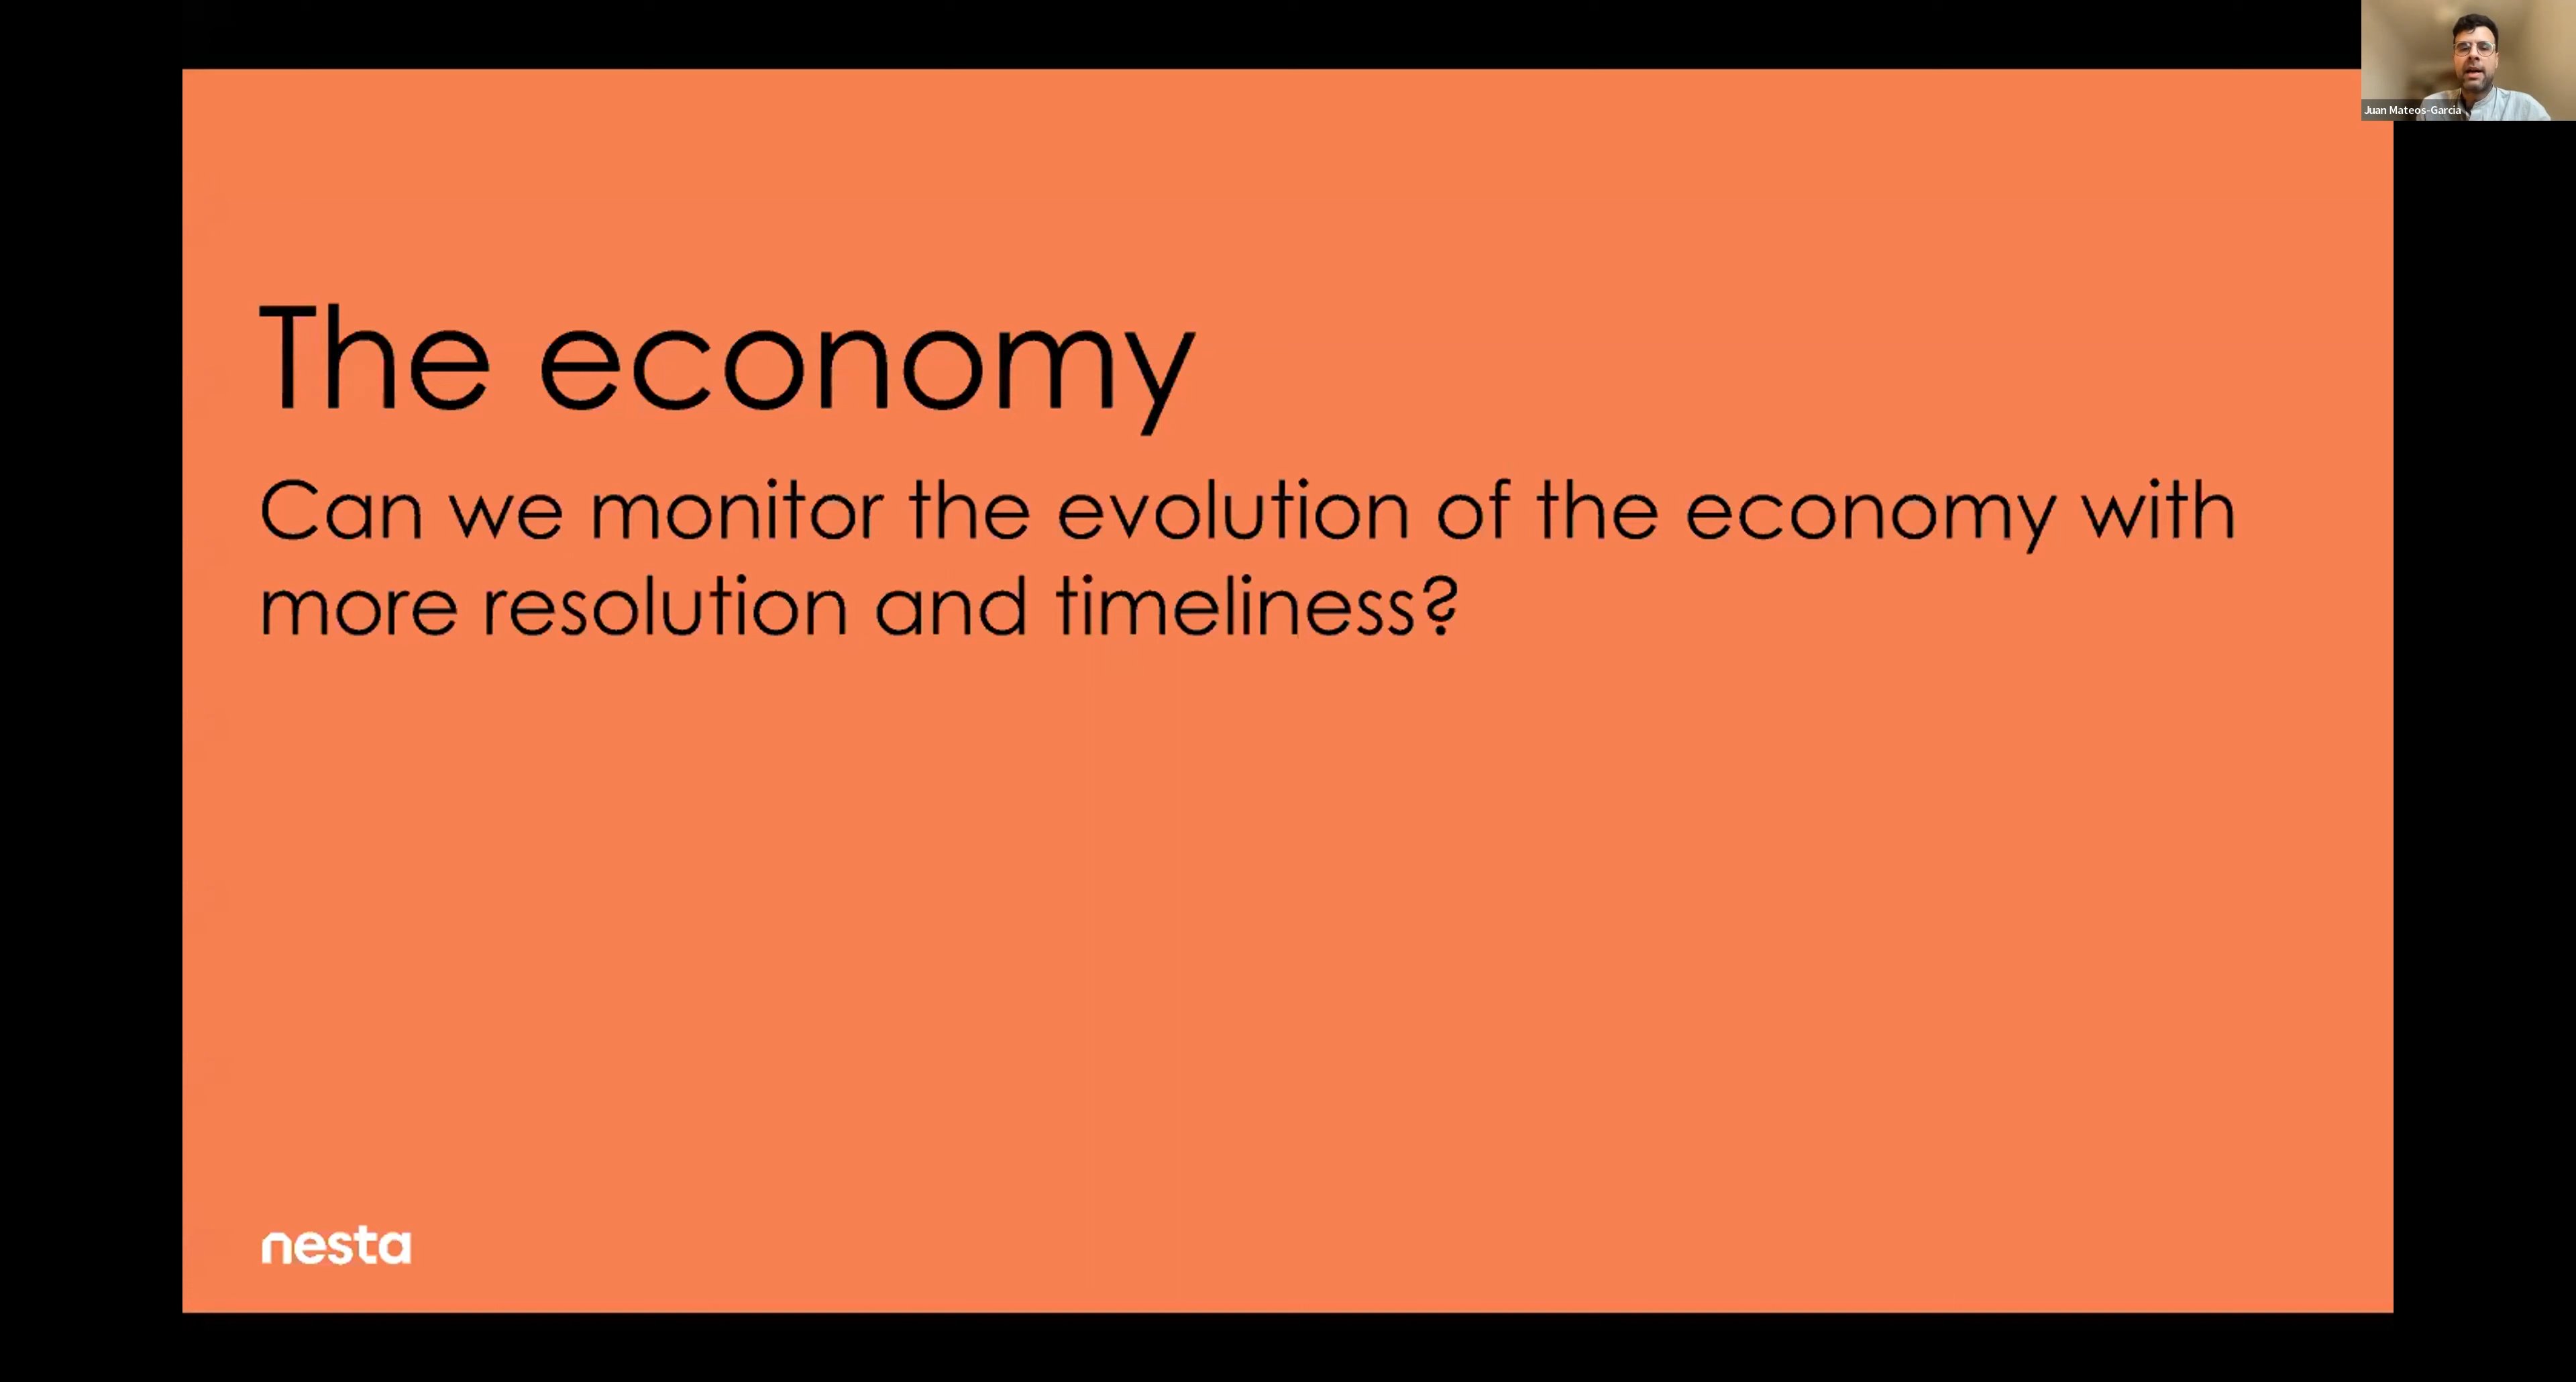 Juan Mateos-Garcia
The economy
Can we monitor the evolution of the economy with
more resolution and timeliness?
nesta